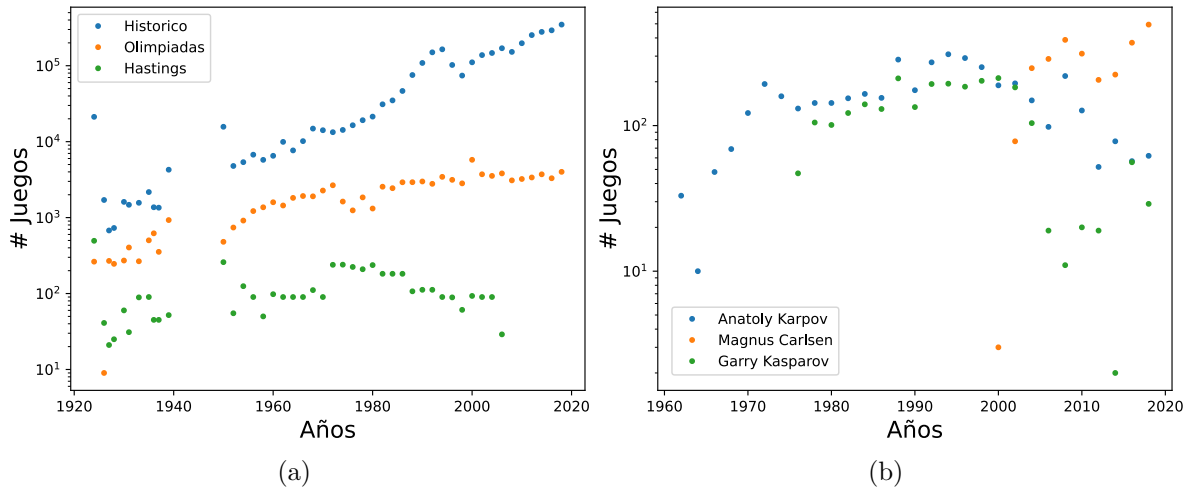 # Juegos
10^5
10^4
10^3
10^2
10^1
Historico
Olimpiadas
Hastings
1920 1940 1960 1980 2000 2020
Años
(a)
# Juegos
10^2
10^1
Anatoly Karpov
Magnus Carlsen
Garry Kasparov
1960 1970 1980 1990 2000 2010 2020
Años
(b)